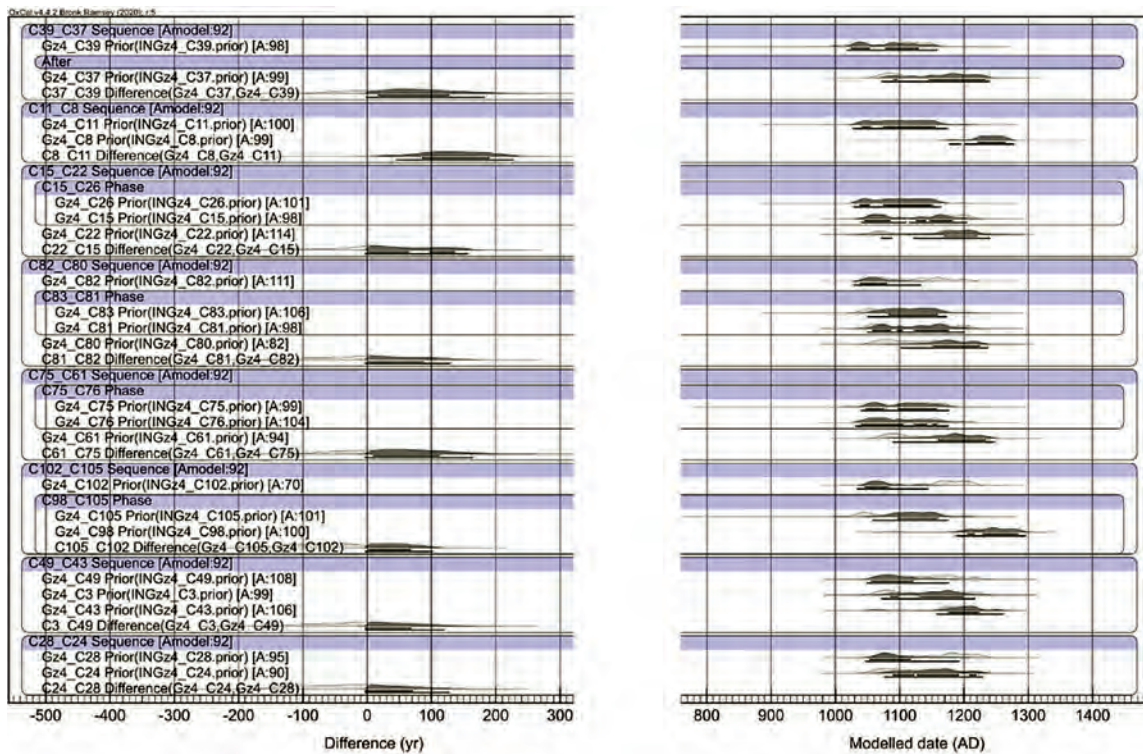 OxCal v4.4.2 Bronk Ramsey (2020); r:5
C39_C37 Sequence [Amodel:92]
Gz4_C39 Prior(INGz4_C39.prior) [A:98]
After
Gz4_C37 Prior(INGz4_C37.prior) [A:99]
C37_C39 Difference(Gz4_C37,Gz4_C39)
C11_C8 Sequence [Amodel:92]
Gz4_C11 Prior(INGz4_C11.prior) [A:100]
Gz4_C8 Prior(INGz4_C8.prior) [A:99]
C8_C11 Difference(Gz4_C8,Gz4_C11)
C15_C22 Sequence [Amodel:92]
C15_C26 Phase
Gz4_C26 Prior(INGz4_C26.prior) [A:101]
Gz4_C15 Prior(INGz4_C15.prior) [A:98]
Gz4_C22 Prior(INGz4_C22.prior) [A:114]
C22_C15 Difference(Gz4_C22,Gz4_C15)
C82_C80 Sequence [Amodel:92]
Gz4_C82 Prior(INGz4_C82.prior) [A:111]
C83_C81 Phase
Gz4_C83 Prior(INGz4_C83.prior) [A:106]
Gz4_C81 Prior(INGz4_C81.prior) [A:98]
Gz4_C80 Prior(INGz4_C80.prior) [A:82]
C81_C82 Difference(Gz4_C81,Gz4_C82)
C75_C61 Sequence [Amodel:92]
C75_C76 Phase
Gz4_C75 Prior(INGz4_C75.prior) [A:99]
Gz4_C76 Prior(INGz4_C76.prior) [A:104]
Gz4_C61 Prior(INGz4_C61.prior) [A:94]
C61_C75 Difference(Gz4_C61,Gz4_C75)
C102_C105 Sequence [Amodel:92]
Gz4_C102 Prior(INGz4_C102.prior) [A:70]
C98_C105 Phase
Gz4_C105 Prior(INGz4_C105.prior) [A:101]
Gz4_C98 Prior(INGz4_C98.prior) [A:100]
C105_C102 Difference(Gz4_C105,Gz4_C102)
C49_C43 Sequence [Amodel:92]
Gz4_C49 Prior(INGz4_C49.prior) [A:108]
Gz4_C3 Prior(INGz4_C3.prior) [A:99]
Gz4_C43 Prior(INGz4_C43.prior) [A:106]
C3_C49 Difference(Gz4_C3,Gz4_C49)
C28_C24 Sequence [Amodel:92]
Gz4_C28 Prior(INGz4_C28.prior) [A:95]
Gz4_C24 Prior(INGz4_C24.prior) [A:90]
C24_C28 Difference(Gz4_C24,Gz4_C28)
-500 -400 -300 -200 -100 0 100 200 300 800 900 1000 1100 1200 1300 1400
Difference (yr) Modelled date (AD)